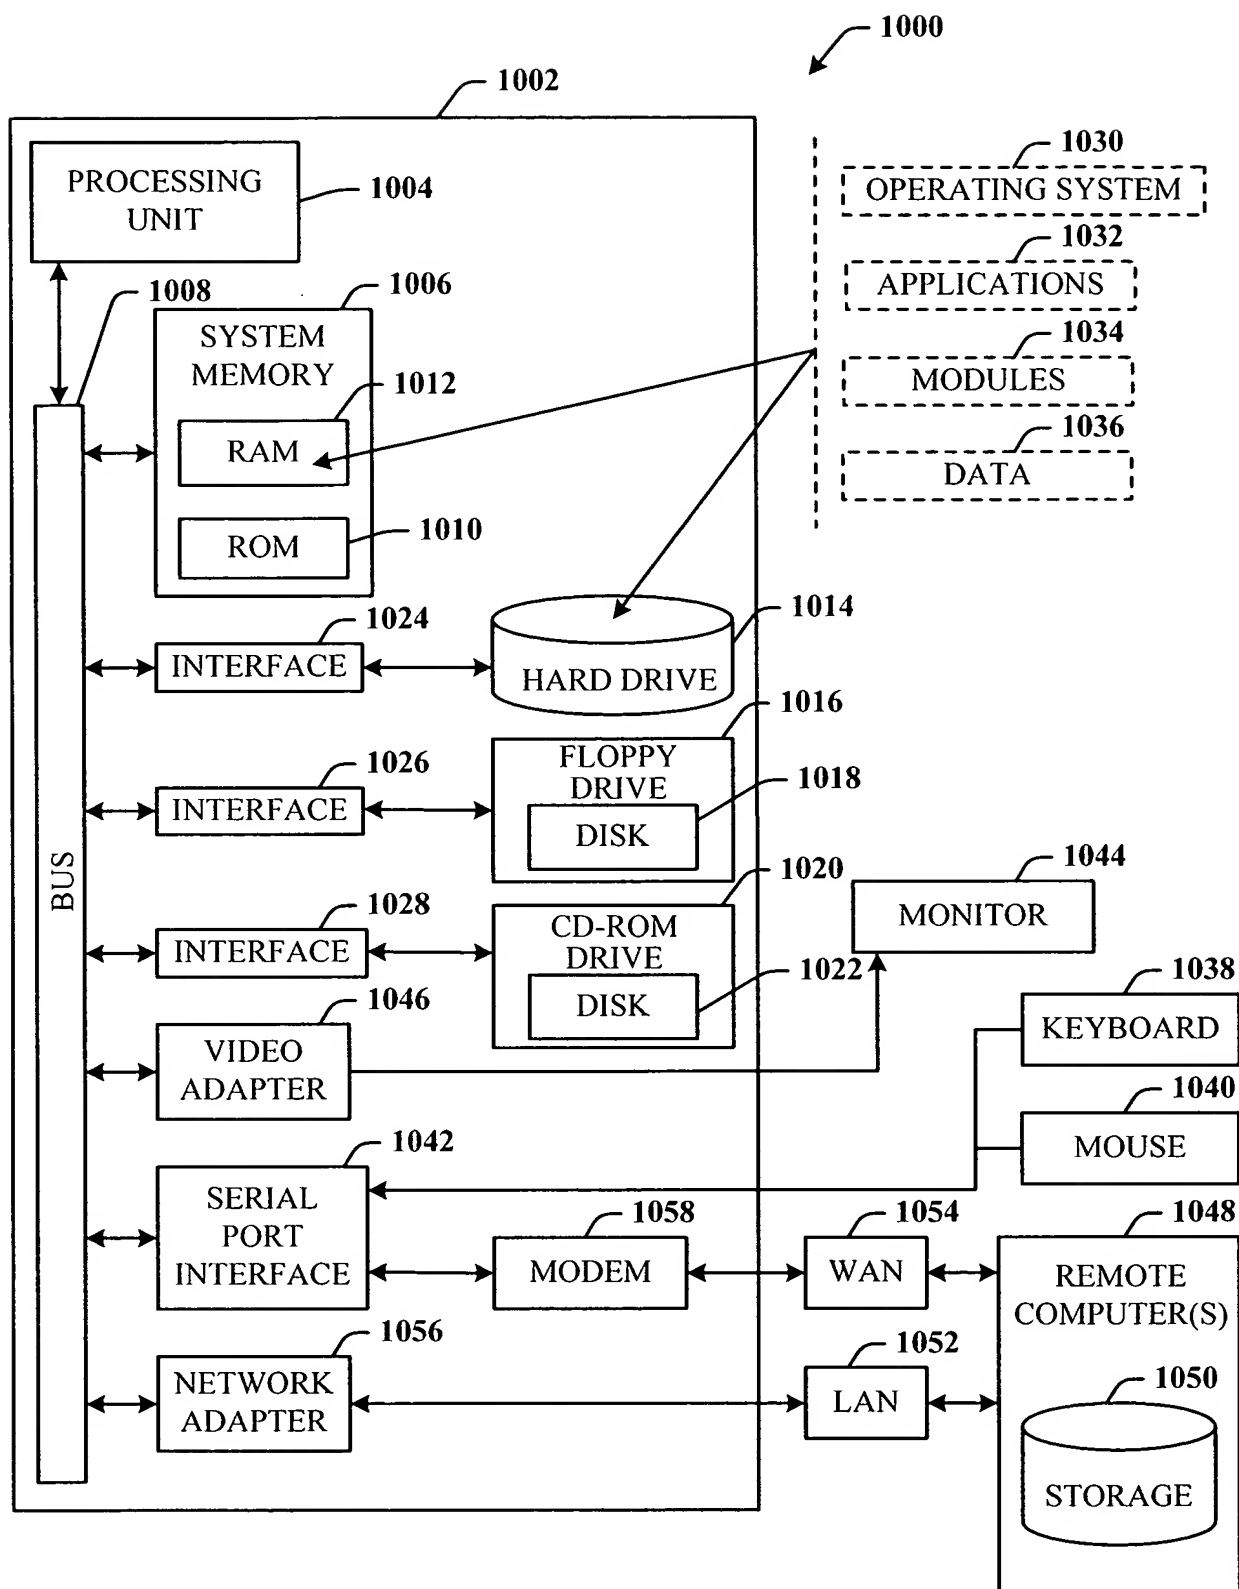 1000
1002
PROCESSING
UNIT
1004
1030
OPERATING SYSTEM
1032
APPLICATIONS
1034
MODULES
1036
DATA
1008
1006
SYSTEM
MEMORY
1012
RAM
1010
ROM
1024
INTERFACE
1014
HARD DRIVE
1026
INTERFACE
1016
FLOPPY
DRIVE
1018
DISK
BUS
1028
INTERFACE
1020
CD-ROM
DRIVE
1022
DISK
1044
MONITOR
1038
KEYBOARD
1046
VIDEO
ADAPTER
1040
MOUSE
1042
SERIAL
PORT
INTERFACE
1058
MODEM
1054
WAN
1048
REMOTE
COMPUTER(S)
1056
NETWORK
ADAPTER
1052
LAN
1050
STORAGE